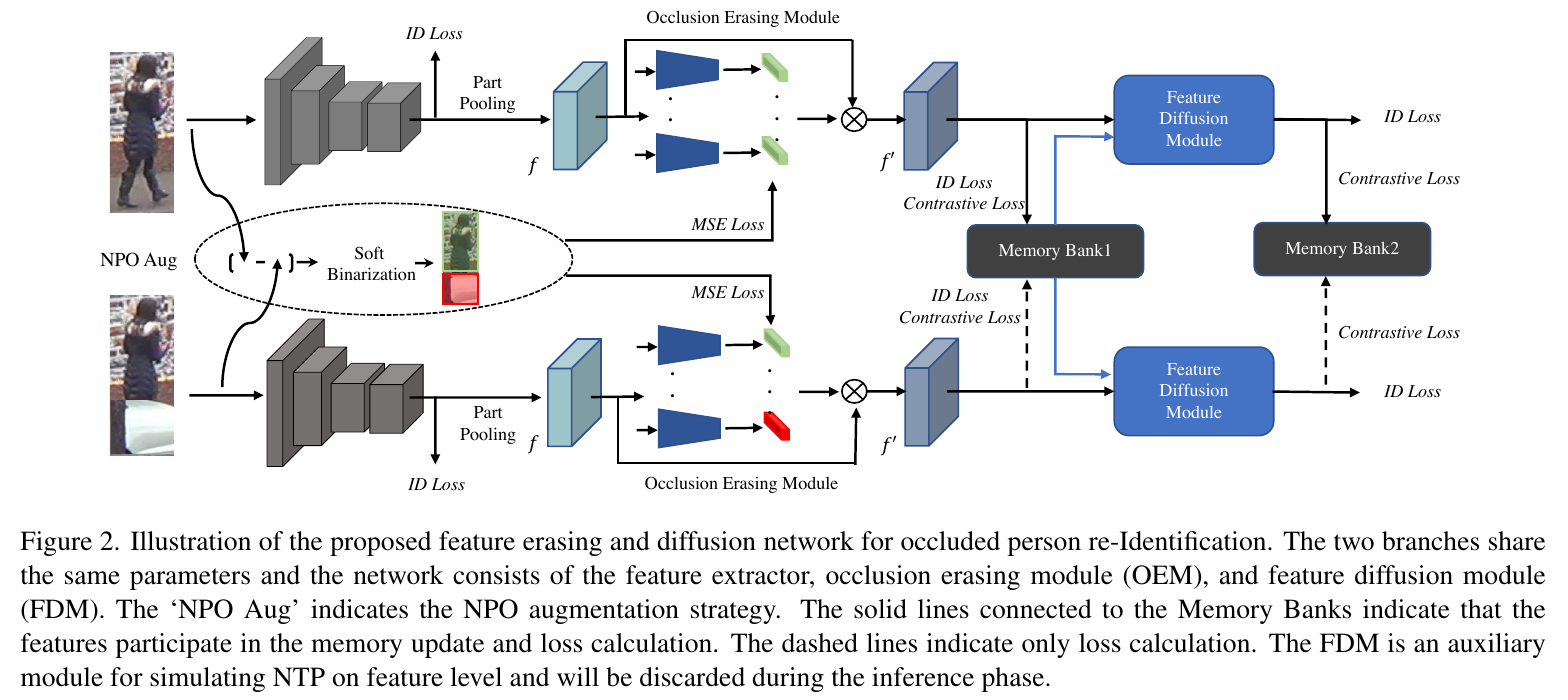 Occlusion Erasing Module
ID Loss
Part
Pooling
f
f′
Feature
Diffusion
Module
ID Loss
ID Loss
Contrastive Loss
Contrastive Loss
MSE Loss
NPO Aug
( - )
Soft
Binarization
Memory Bank1
Memory Bank2
MSE Loss
ID Loss
Contrastive Loss
Contrastive Loss
Part
Pooling
f
f′
Feature
Diffusion
Module
ID Loss
ID Loss
Occlusion Erasing Module
Figure 2. Illustration of the proposed feature erasing and diffusion network for occluded person re-Identification. The two branches share
the same parameters and the network consists of the feature extractor, occlusion erasing module (OEM), and feature diffusion module
(FDM). The ‘NPO Aug’ indicates the NPO augmentation strategy. The solid lines connected to the Memory Banks indicate that the
features participate in the memory update and loss calculation. The dashed lines indicate only loss calculation. The FDM is an auxiliary
module for simulating NTP on feature level and will be discarded during the inference phase.